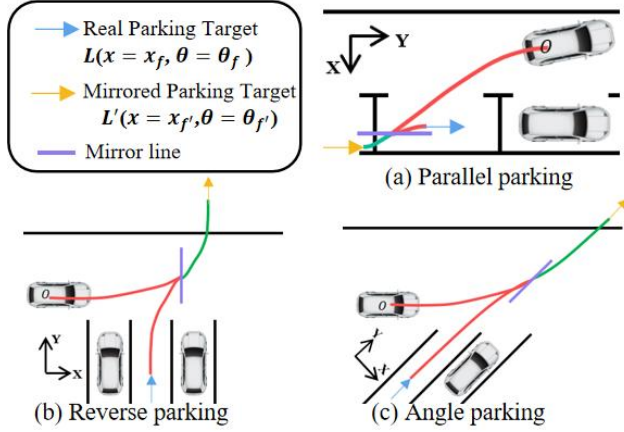 Real Parking Target
L(x = x_f, θ = θ_f )
Mirrored Parking Target
L'(x = x_f',θ = θ_f')
Mirror line
O
Y
X
(a) Parallel parking
O
Y
X
(b) Reverse parking
O
Y
X
(c) Angle parking